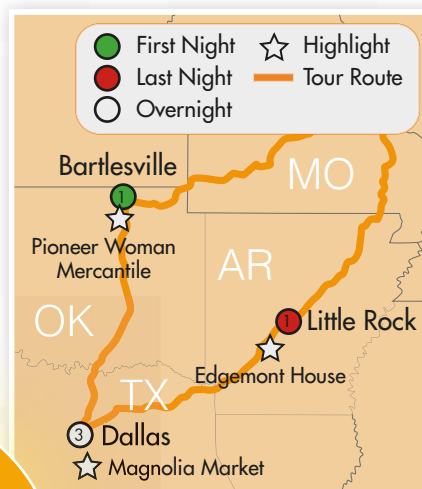 First Night
Highlight
Last Night
Tour Route
Overnight
Bartlesville
MO
1
Pioneer Woman
Mercantile
AR
OK
1
Little Rock
Edgemont House
TX
3
Dallas
Magnolia Market